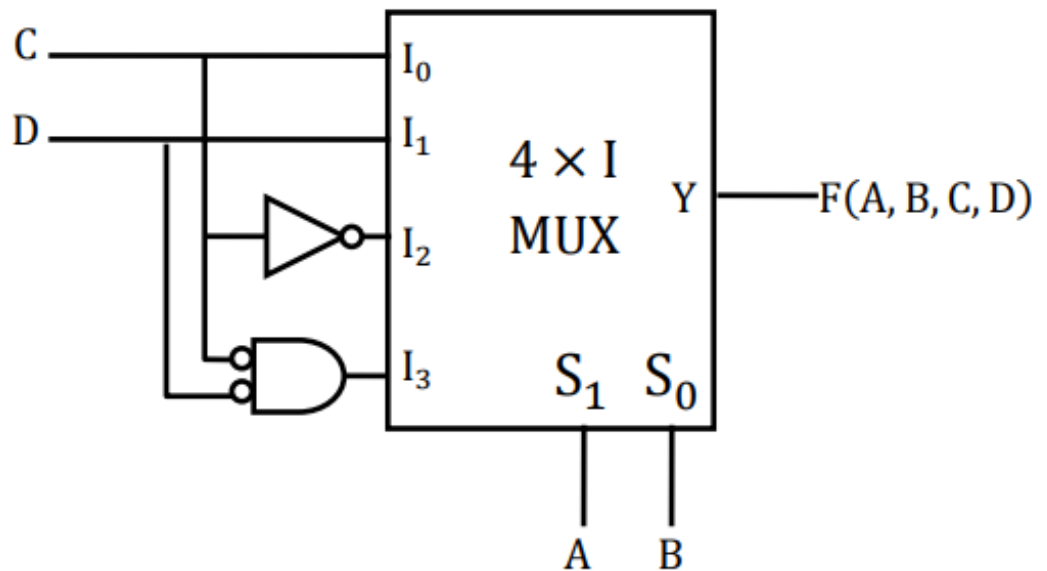 C
I₀
D
I₁
4 × I
MUX
Y
F(A, B, C, D)
I₂
I₃
S₁ S₀
A B